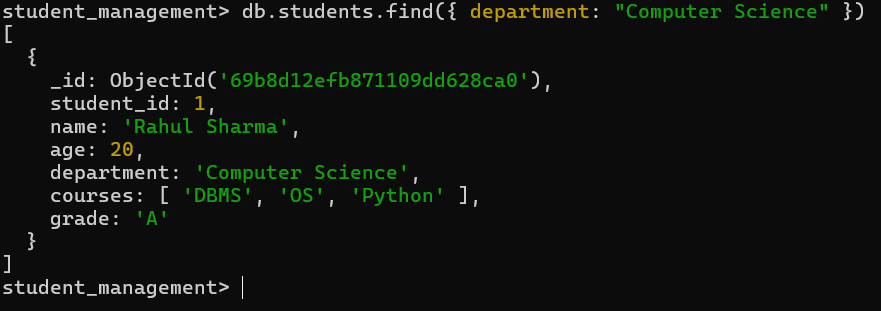 student_management> db.students.find({ department: "Computer Science" })
[
  {
    _id: ObjectId('69b8d12efb871109dd628ca0'),
    student_id: 1,
    name: 'Rahul Sharma',
    age: 20,
    department: 'Computer Science',
    courses: [ 'DBMS', 'OS', 'Python' ],
    grade: 'A'
  }
]
student_management>